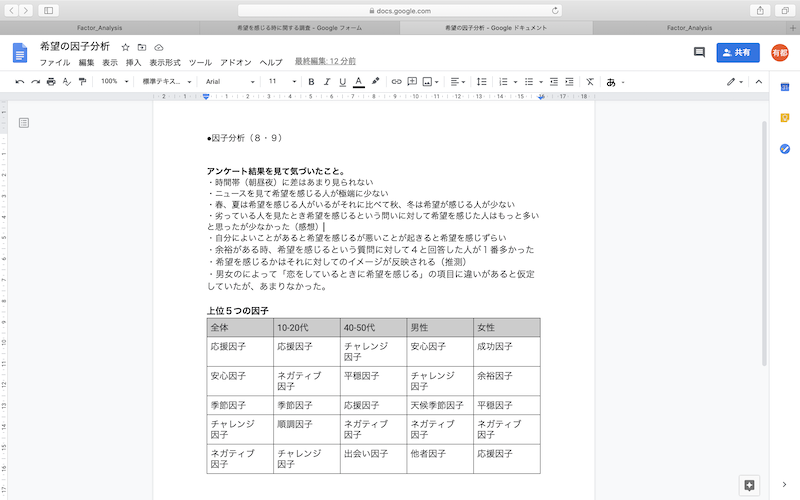 docs.google.com
Factor_Analysis
希望を感じる時に関する調査 - Google フォーム
希望の因子分析 - Google ドキュメント
Factor_Analysis
希望の因子分析
ファイル 編集 表示 挿入 表示形式 ツール アドオン ヘルプ 最終編集: 12 分前
共有
有都
100% 標準テキス... Arial 11 B I U A あ
2 1 1 2 3 4 5 6 7 8 9 10 11 12 13 14 15 16 17 18
●因子分析（８・９）
アンケート結果を見て気づいたこと。
・時間帯（朝昼夜）に差はあまり見られない
・ニュースを見て希望を感じる人が極端に少ない
・春、夏は希望を感じる人がいるがそれに比べて秋、冬は希望が感じる人が少ない
・劣っている人を見たとき希望を感じるという問いに対して希望を感じた人はもっと多い
と思ったが少なかった（感想）
・自分によいことがあると希望を感じるが悪いことが起きると希望を感じずらい
・余裕がある時、希望を感じるという質問に対して４と回答した人が１番多かった
・希望を感じるかはそれに対してのイメージが反映される（推測）
・男女のによって「恋をしているときに希望を感じる」の項目に違いがあると仮定
していたが、あまりなかった。
上位５つの因子
全体 10-20代 40-50代 男性 女性
応援因子 応援因子 チャレンジ因子 安心因子 成功因子
安心因子 ネガティブ因子 平穏因子 チャレンジ因子 余裕因子
季節因子 季節因子 応援因子 天候季節因子 平穏因子
チャレンジ因子 順調因子 ネガティブ因子 ネガティブ因子 ネガティブ因子
ネガティブ因子 チャレンジ因子 出会い因子 他者因子 応援因子